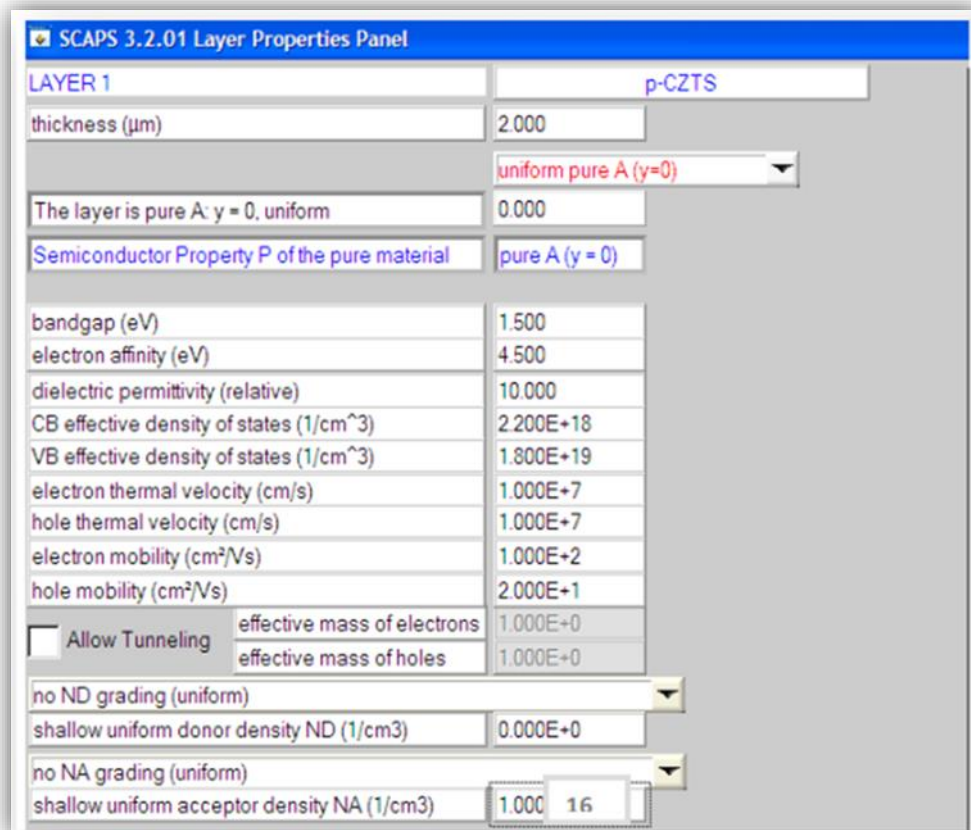 SCAPS 3.2.01 Layer Properties Panel
LAYER 1 p-CZTS
thickness (µm) 2.000
uniform pure A (y=0)
The layer is pure A: y = 0, uniform 0.000
Semiconductor Property P of the pure material pure A (y = 0)
bandgap (eV) 1.500
electron affinity (eV) 4.500
dielectric permittivity (relative) 10.000
CB effective density of states (1/cm^3) 2.200E+18
VB effective density of states (1/cm^3) 1.800E+19
electron thermal velocity (cm/s) 1.000E+7
hole thermal velocity (cm/s) 1.000E+7
electron mobility (cm²/Vs) 1.000E+2
hole mobility (cm²/Vs) 2.000E+1
Allow Tunneling
effective mass of electrons 1.000E+0
effective mass of holes 1.000E+0
no ND grading (uniform)
shallow uniform donor density ND (1/cm3) 0.000E+0
no NA grading (uniform)
shallow uniform acceptor density NA (1/cm3) 1.000 16